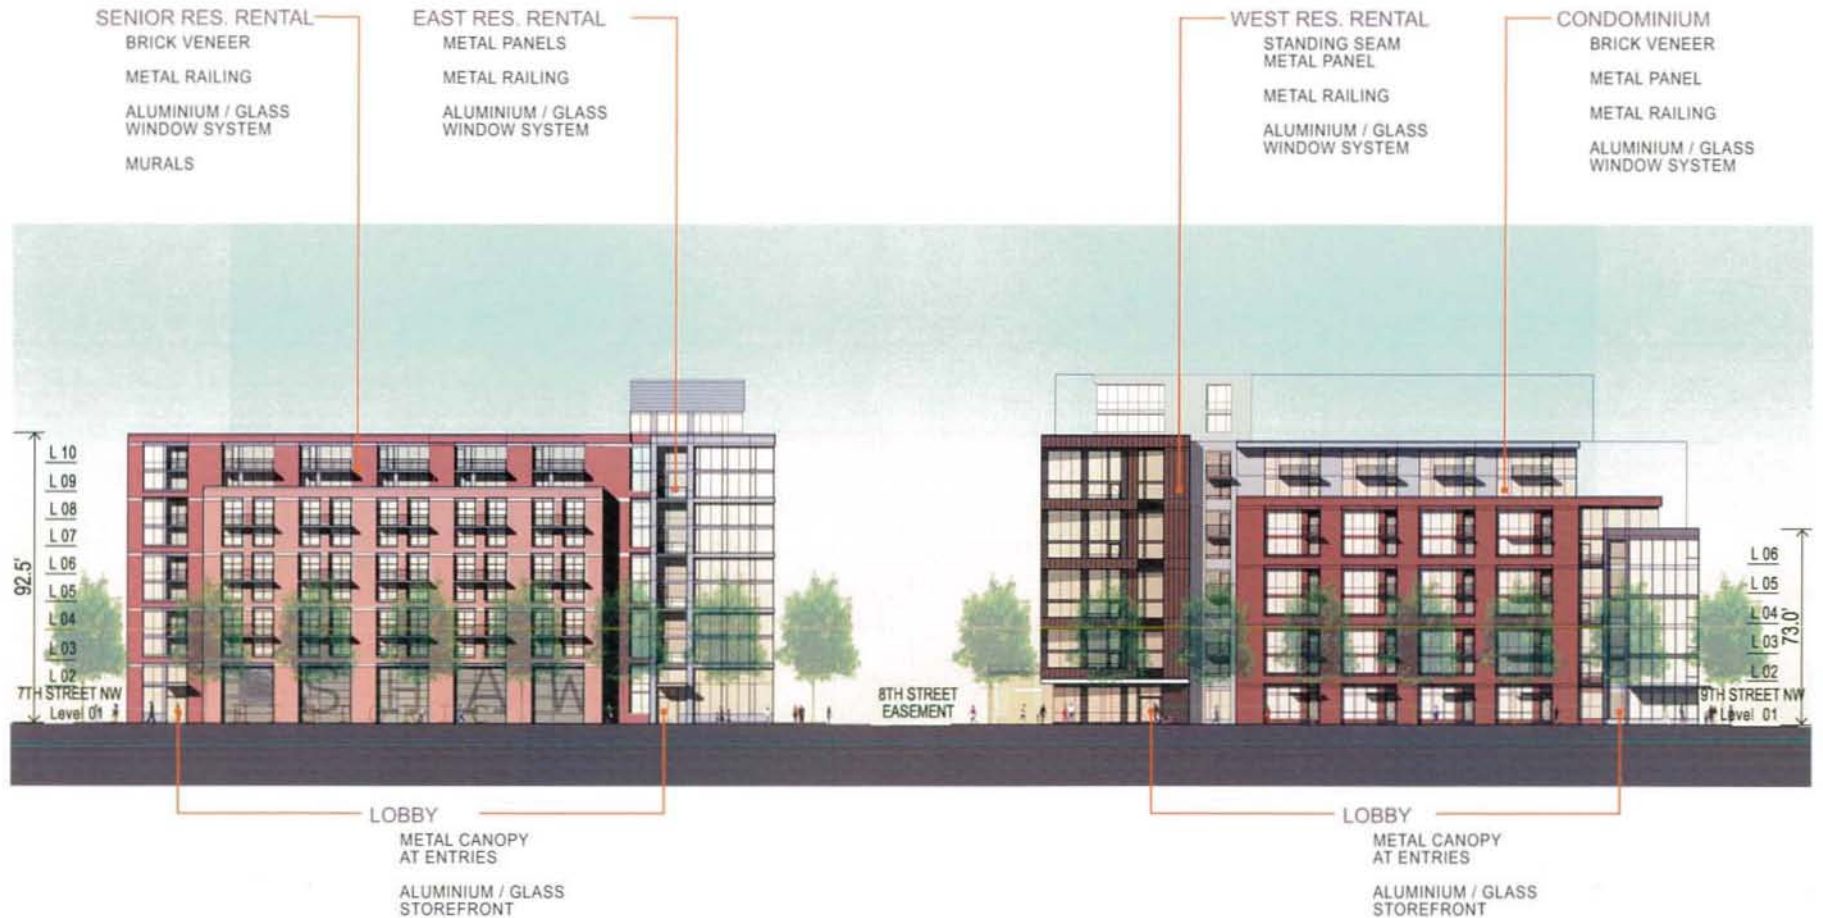 SENIOR RES. RENTAL
BRICK VENEER
METAL RAILING
ALUMINIUM / GLASS
WINDOW SYSTEM
MURALS
EAST RES. RENTAL
METAL PANELS
METAL RAILING
ALUMINIUM / GLASS
WINDOW SYSTEM
WEST RES. RENTAL
STANDING SEAM
METAL PANEL
METAL RAILING
ALUMINIUM / GLASS
WINDOW SYSTEM
CONDOMINIUM
BRICK VENEER
METAL PANEL
METAL RAILING
ALUMINIUM / GLASS
WINDOW SYSTEM
92.5'
L 10
L 09
L 08
L 07
L 06
L 05
L 04
L 03
L 02
7TH STREET NW
Level 01
SHAW
8TH STREET
EASEMENT
L 06
L 05
L 04
L 03
L 02
73.0'
9TH STREET NW
Level 01
LOBBY
METAL CANOPY
AT ENTRIES
ALUMINIUM / GLASS
STOREFRONT
LOBBY
METAL CANOPY
AT ENTRIES
ALUMINIUM / GLASS
STOREFRONT